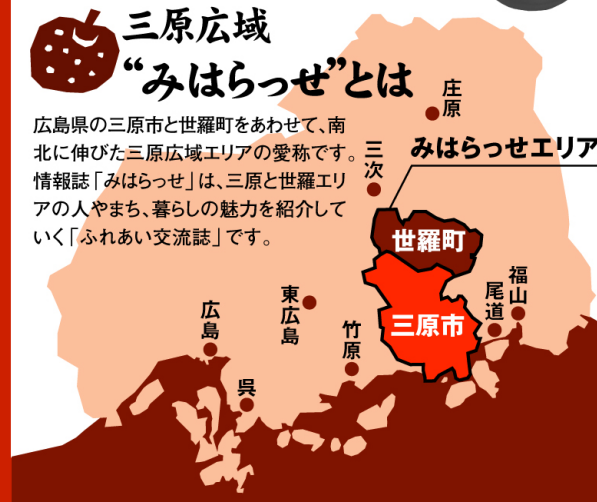 三原広域
“みはらっせ”とは
広島県の三原市と世羅町をあわせて、南
北に伸びた三原広域エリアの愛称です。
情報誌「みはらっせ」は、三原と世羅エリ
アの人やまち、暮らしの魅力を紹介して
いく「ふれあい交流誌」です。
庄原
三次
みはらっせエリア
世羅町
三原市
福山
尾道
東広島
竹原
広島
呉